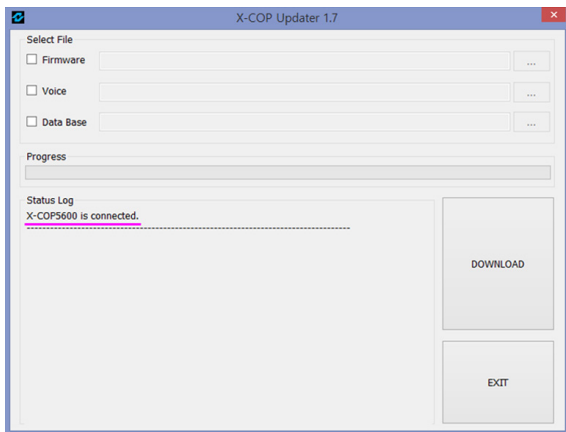 X-COP Updater 1.7
Select File
Firmware
...
Voice
...
Data Base
...
Progress
Status Log
X-COP5600 is connected.
--------------------------------------------------------------------------------
DOWNLOAD
EXIT